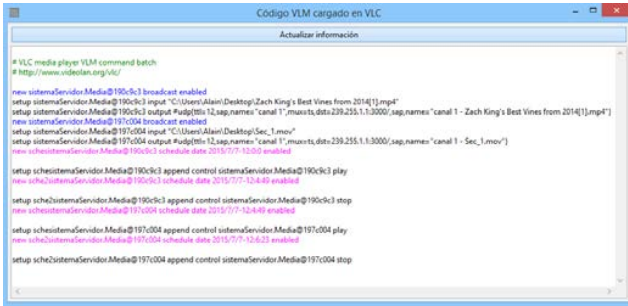 Código VLM cargado en VLC
Actualizar información
# VLC media player VLM command batch
# http://www.videolan.org/vlc/
new sistemaServidor.Media@190c9c3 broadcast enabled
setup sistemaServidor.Media@190c9c3 input "C:\Users\Alain\Desktop\Zach King's Best Vines from 2014[1].mp4"
setup sistemaServidor.Media@190c9c3 output #udp{ttl=12,sap,name="canal 1",mux=ts,dst=239.255.1.1:3000/,sap,name="canal 1 - Zach King's Best Vines from 2014[1].mp4"}
new sistemaServidor.Media@197c004 broadcast enabled
setup sistemaServidor.Media@197c004 input "C:\Users\Alain\Desktop\Sec_1.mov"
setup sistemaServidor.Media@197c004 output #udp{ttl=12,sap,name="canal 1",mux=ts,dst=239.255.1.1:3000/,sap,name="canal 1 - Sec_1.mov"}
new schesistemaServidor.Media@190c9c3 schedule date 2015/7/7-12:0:0 enabled
setup schesistemaServidor.Media@190c9c3 append control sistemaServidor.Media@190c9c3 play
new sche2sistemaServidor.Media@190c9c3 schedule date 2015/7/7-12:4:49 enabled
setup sche2sistemaServidor.Media@190c9c3 append control sistemaServidor.Media@190c9c3 stop
new schesistemaServidor.Media@197c004 schedule date 2015/7/7-12:4:49 enabled
setup schesistemaServidor.Media@197c004 append control sistemaServidor.Media@197c004 play
new sche2sistemaServidor.Media@197c004 schedule date 2015/7/7-12:6:23 enabled
setup sche2sistemaServidor.Media@197c004 append control sistemaServidor.Media@197c004 stop